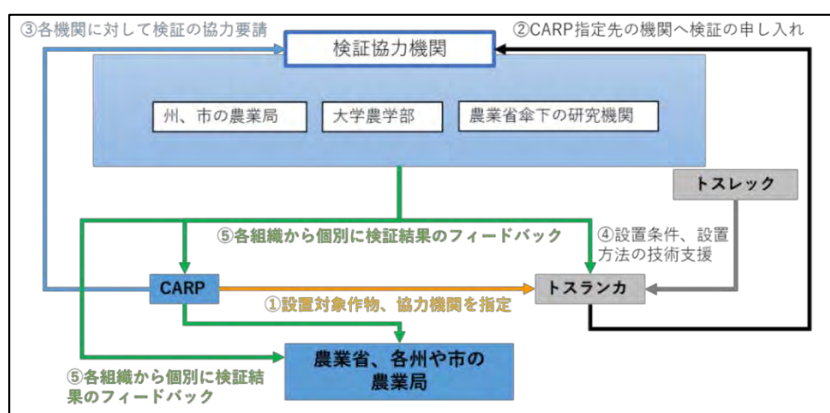 ③各機関に対して検証の協力要請
②CARP指定先の機関へ検証の申し入れ
検証協力機関
州、市の農業局
大学農学部
農業省傘下の研究機関
トスレック
⑤各組織から個別に検証結果のフィードバック
④設置条件、設置
方法の技術支援
CARP
トスランカ
①設置対象作物、協力機関を指定
農業省、各州や市の
農業局
⑤各組織から個別に検証結
果のフィードバック